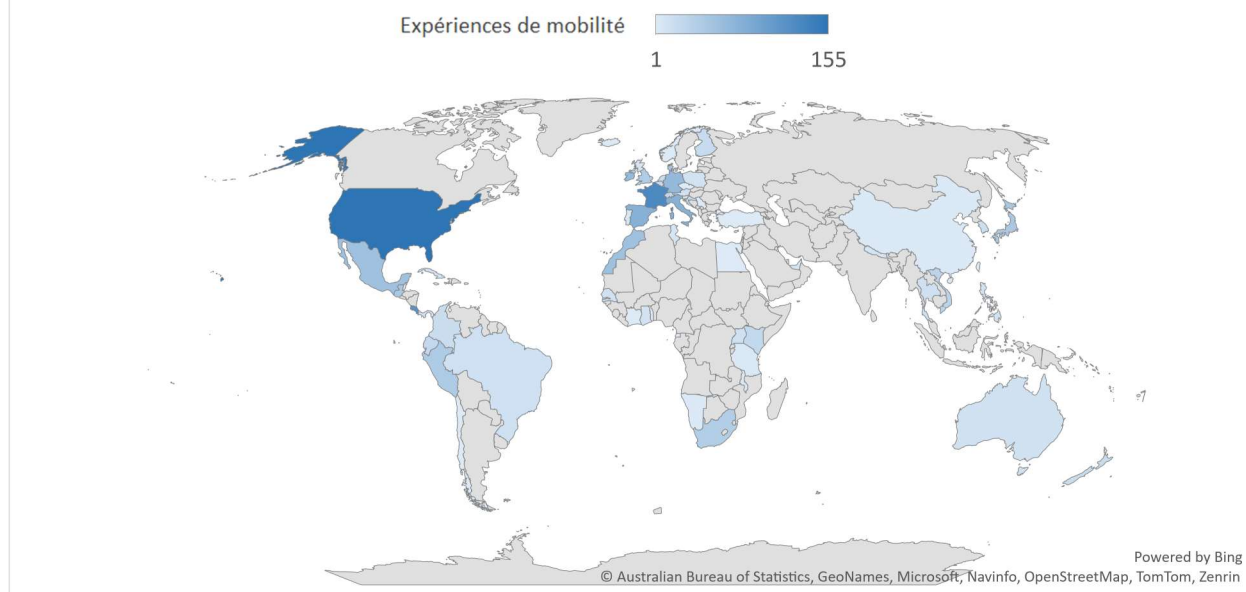 Expériences de mobilité
1 155
Powered by Bing
© Australian Bureau of Statistics, GeoNames, Microsoft, Navinfo, OpenStreetMap, TomTom, Zenrin